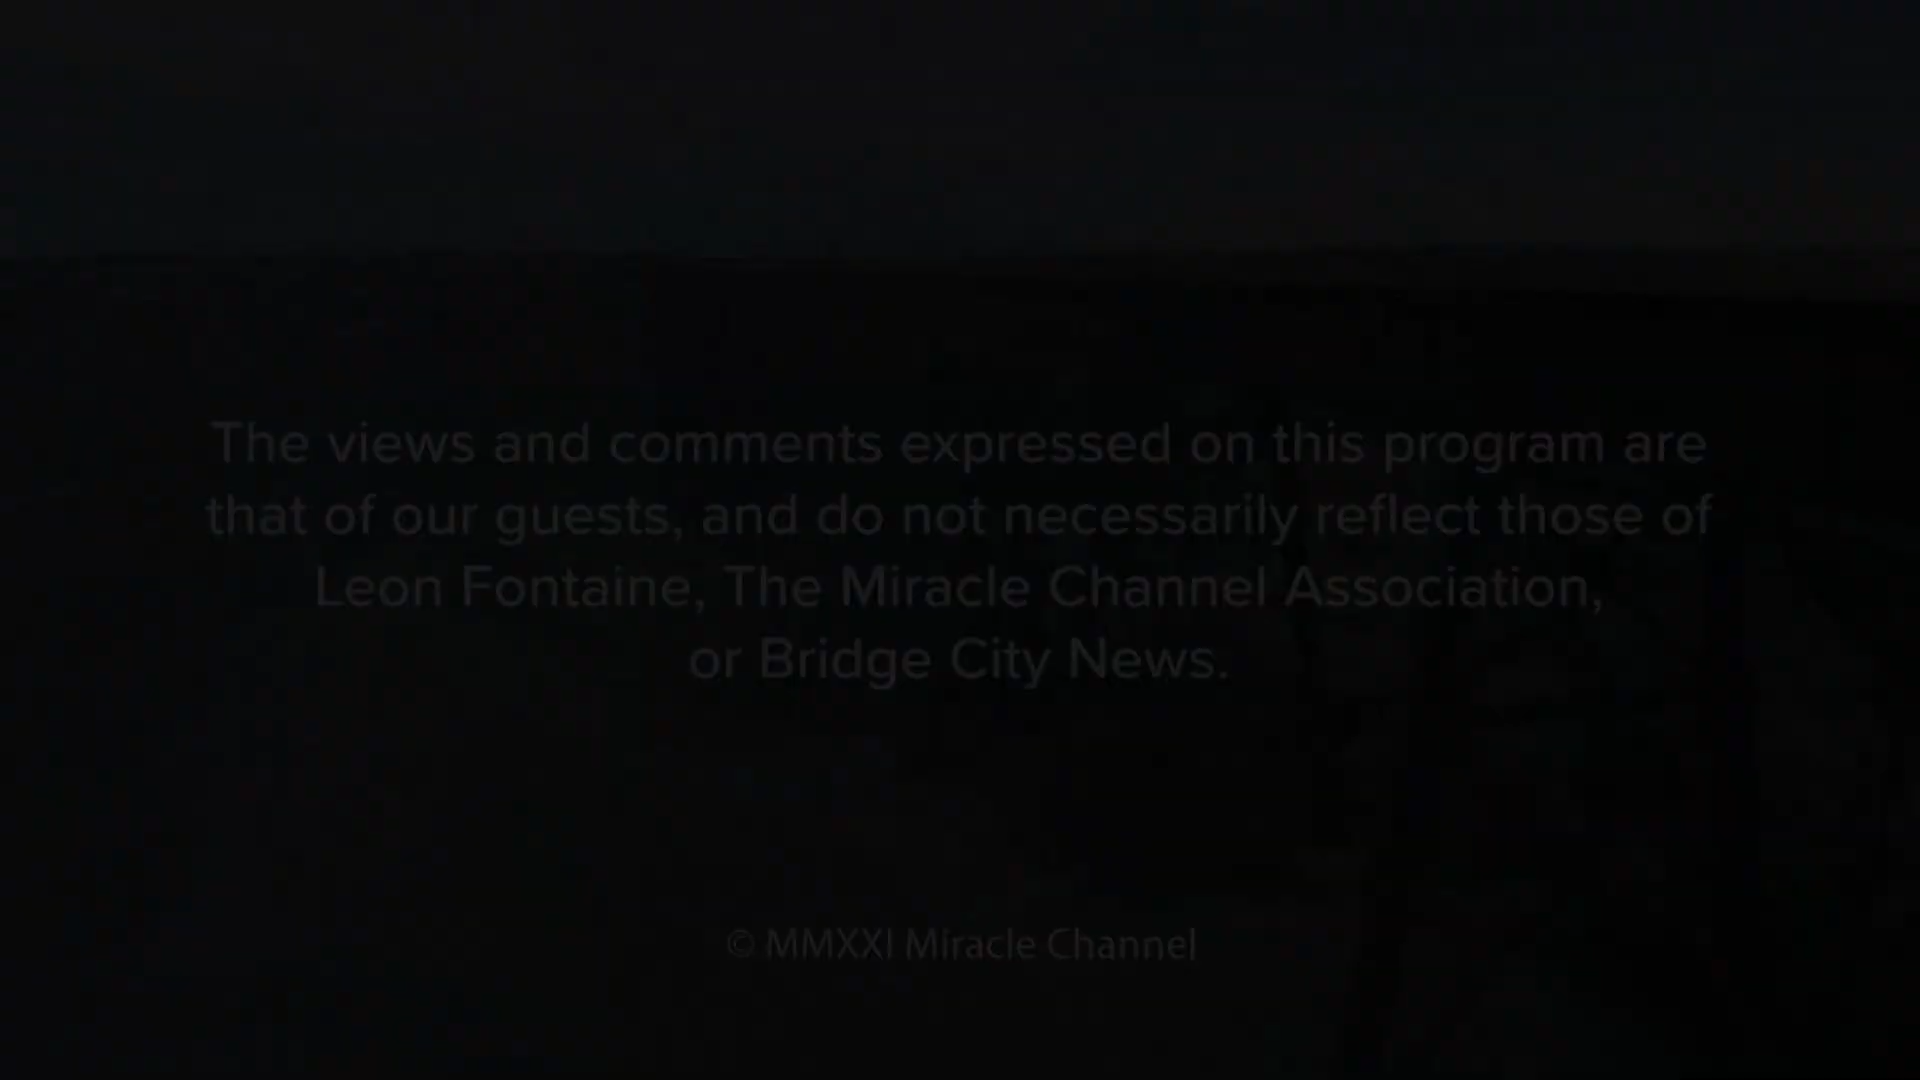 The views and comments expressed on this program are
that of our guests, and do not necessarily reflect those of
Leon Fontaine, The Miracle Channel Association,
or Bridge City News.
© MMXXI Miracle Channel